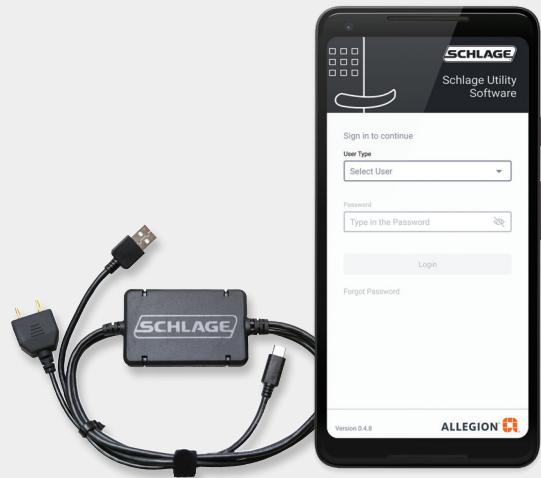 SCHLAGE
Schlage Utility
Software
Sign in to continue
User Type
Select User
Password
Type in the Password
Login
Forgot Password
Version 0.4.8
ALLEGION
SCHLAGE